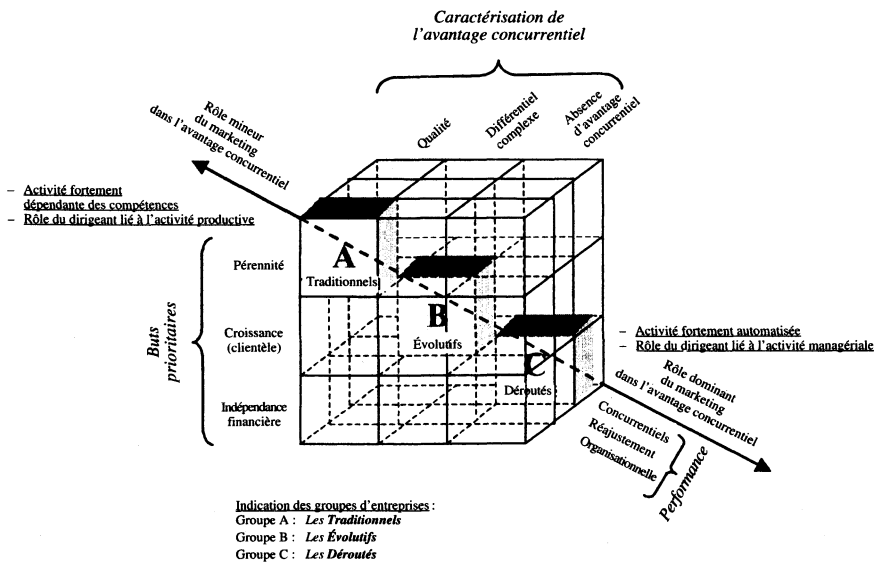 Caractérisation de
l'avantage concurrentiel
Qualité
Différentiel
complexe
Absence
d'avantage
concurrentiel
Rôle mineur
du marketing
dans l'avantage concurrentiel
– Activité fortement
dépendante des compétences
– Rôle du dirigeant lié à l'activité productive
Buts
prioritaires
Pérennité
Croissance
(clientèle)
Indépendance
financière
A
Traditionnels
B
Évolutifs
C
Déroutés
– Activité fortement automatisée
– Rôle du dirigeant lié à l'activité managériale
Rôle dominant
du marketing
dans l'avantage concurrentiel
Concurrentiels
Réajustement
Organisationnelle
Performance
Indication des groupes d'entreprises :
Groupe A : Les Traditionnels
Groupe B : Les Évolutifs
Groupe C : Les Déroutés